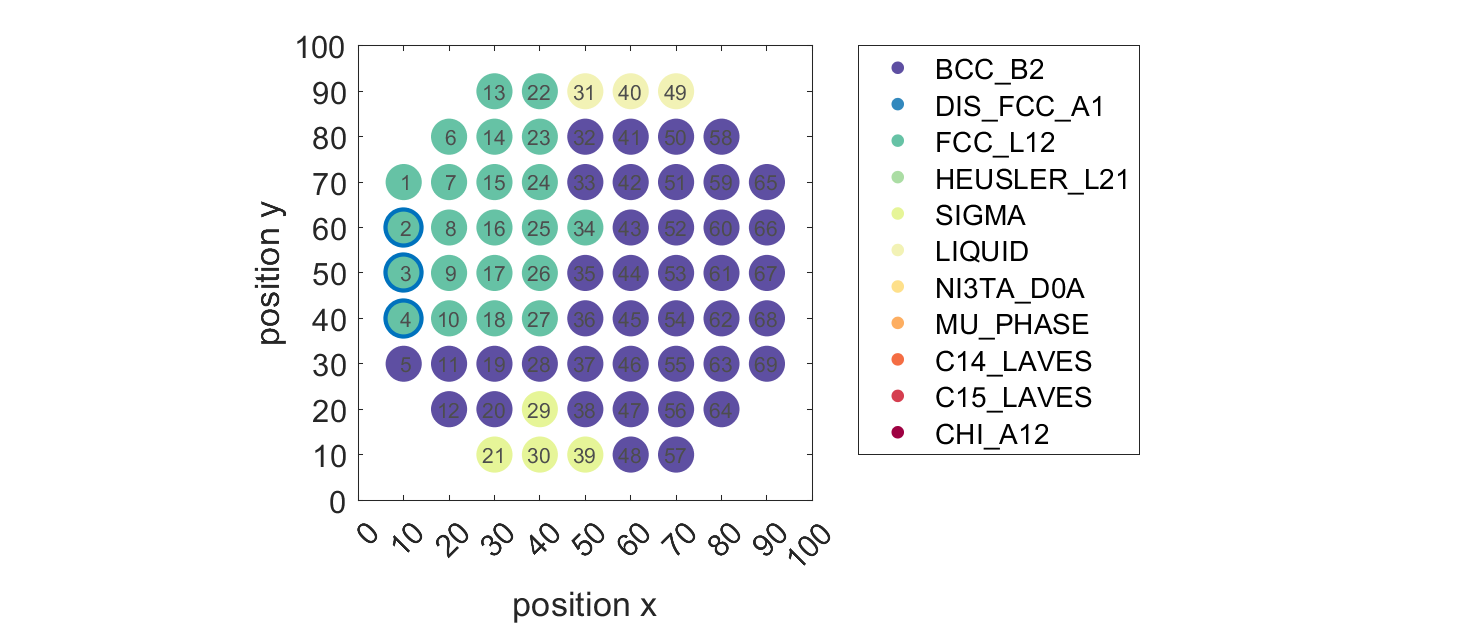 100
90
80
70
60
50
40
30
20
10
0
position y
13 22 31 40 49
6 14 23 32 41 50 58
1 7 15 24 33 42 51 59 65
2 8 16 25 34 43 52 60 66
3 9 17 26 35 44 53 61 67
4 10 18 27 36 45 54 62 68
5 11 19 28 37 46 55 63 69
12 20 29 38 47 56 64
21 30 39 48 57
0 10 20 30 40 50 60 70 80 90 100
position x
BCC_B2
DIS_FCC_A1
FCC_L12
HEUSLER_L21
SIGMA
LIQUID
NI3TA_D0A
MU_PHASE
C14_LAVES
C15_LAVES
CHI_A12